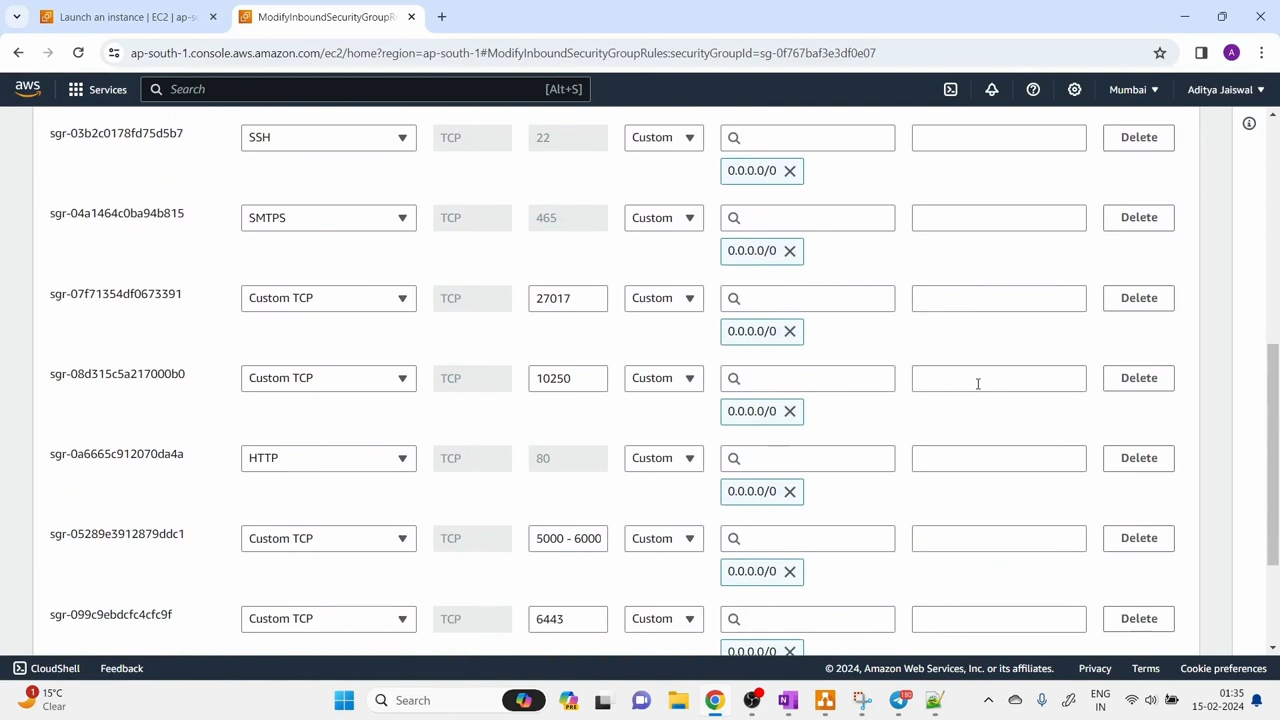 Launch an instance | EC2 | ap-s
ModifyInboundSecurityGroupR
ap-south-1.console.aws.amazon.com/ec2/home?region=ap-south-1#ModifyInboundSecurityGroupRules:securityGroupId=sg-0f767baf3e3df0e07
A
aws Services Search [Alt+S] Mumbai Aditya Jaiswal
sgr-03b2c0178fd75d5b7 SSH TCP 22 Custom Delete
0.0.0.0/0
sgr-04a1464c0ba94b815 SMTPS TCP 465 Custom Delete
0.0.0.0/0
sgr-07f71354df0673391 Custom TCP TCP 27017 Custom Delete
0.0.0.0/0
sgr-08d315c5a217000b0 Custom TCP TCP 10250 Custom Delete
0.0.0.0/0
sgr-0a6665c912070da4a HTTP TCP 80 Custom Delete
0.0.0.0/0
sgr-05289e3912879ddc1 Custom TCP TCP 5000 - 6000 Custom Delete
0.0.0.0/0
sgr-099c9ebdcfc4cfc9f Custom TCP TCP 6443 Custom Delete
0.0.0.0/0
CloudShell Feedback © 2024, Amazon Web Services, Inc. or its affiliates. Privacy Terms Cookie preferences
1 15°C Search PRE 180 ENG 01:35
Clear IN 15-02-2024